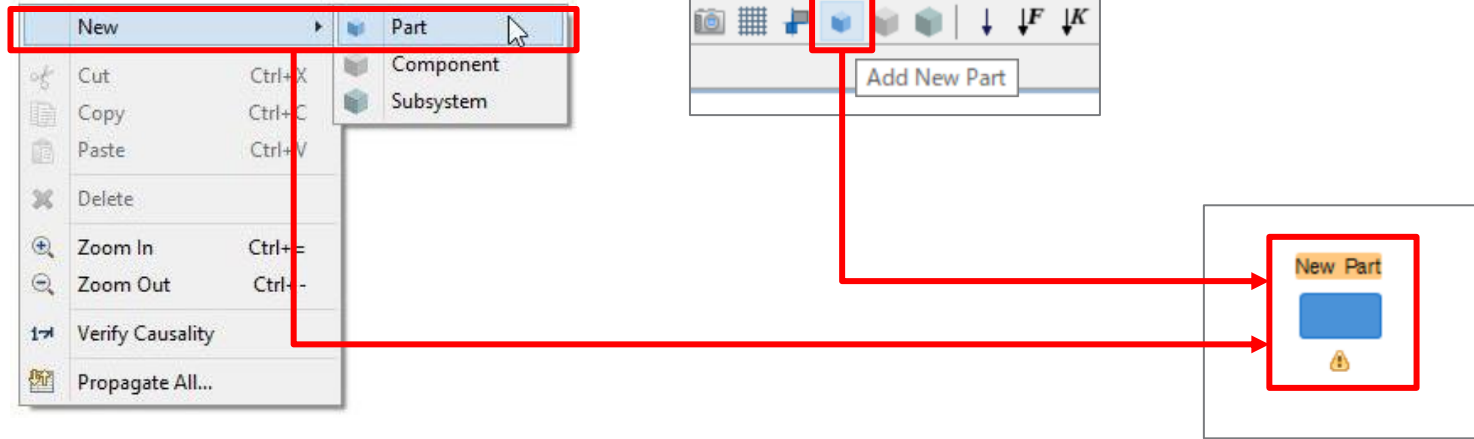 New
Part
Component
Subsystem
Cut Ctrl+X
Copy Ctrl+C
Paste Ctrl+V
Delete
Zoom In Ctrl+=
Zoom Out Ctrl+-
Verify Causality
Propagate All...
F
K
Add New Part
New Part